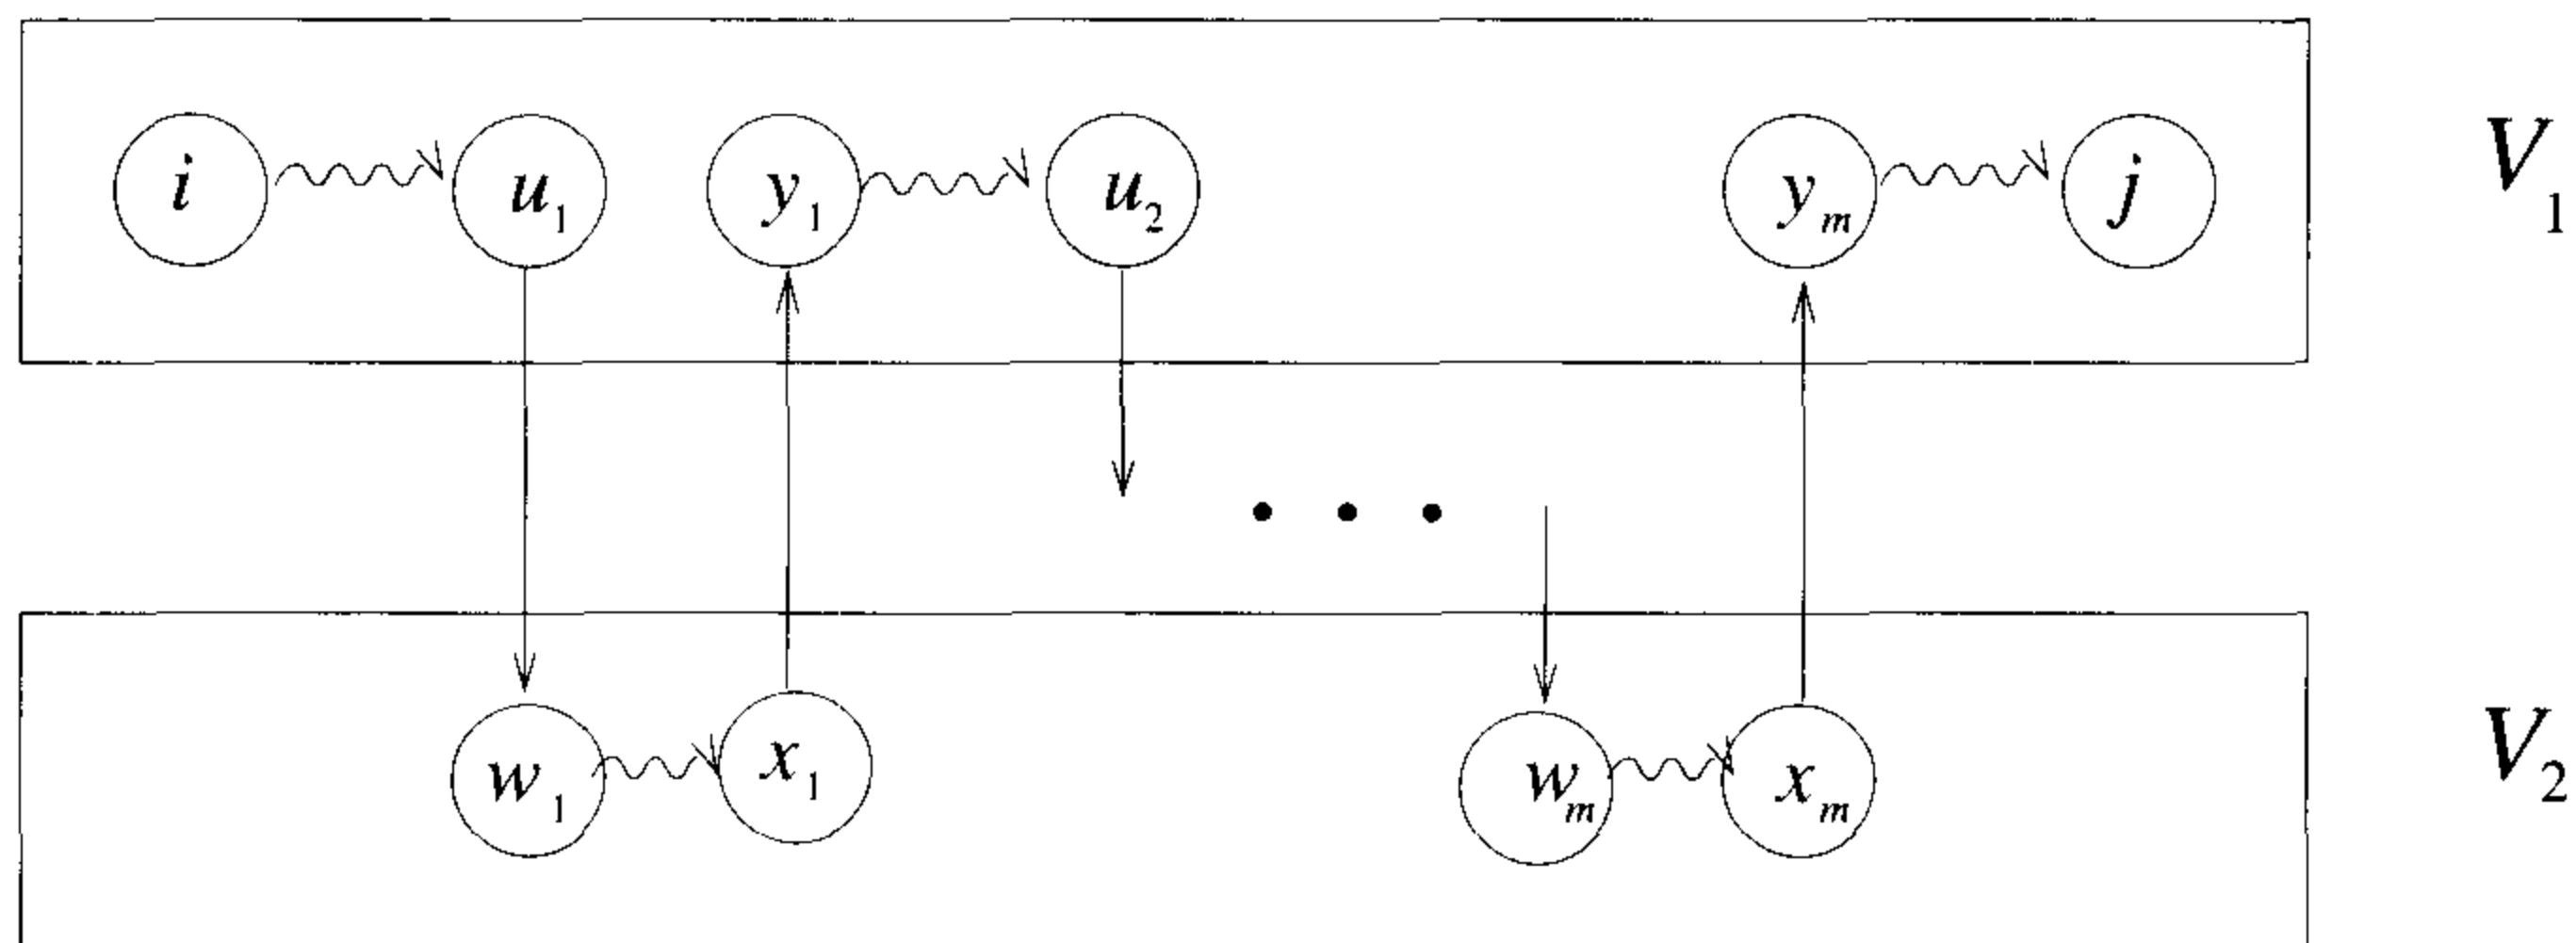 i u₁ y₁ u₂ yₘ j V₁
• • •
w₁ x₁ wₘ xₘ V₂